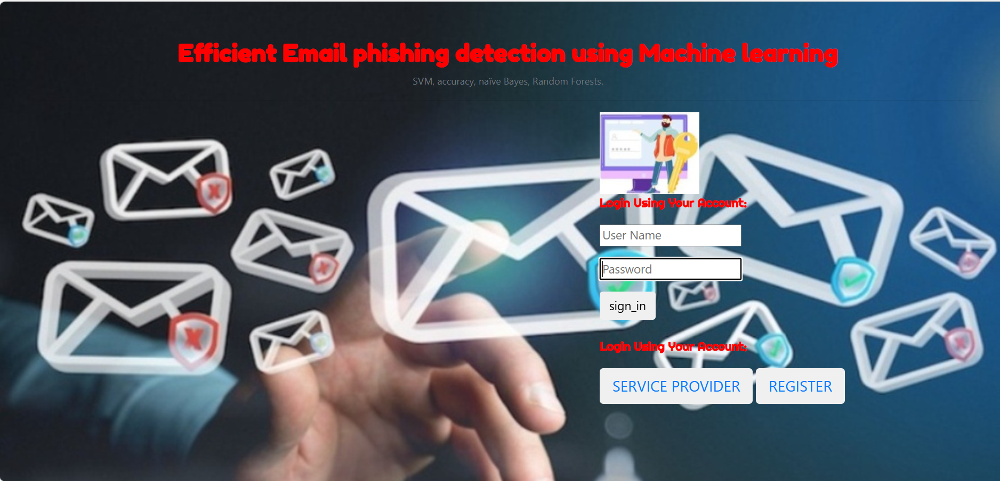 Efficient Email phishing detection using Machine learning
SVM, accuracy, naïve Bayes, Random Forests.
Login Using Your Account:
User Name
Password
sign_in
Login Using Your Account:
SERVICE PROVIDER REGISTER